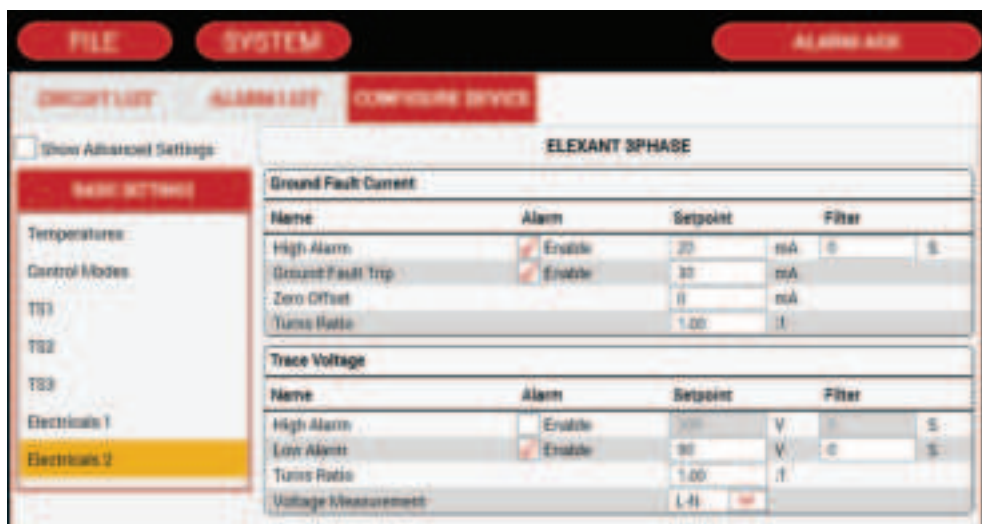 FILE SYSTEM ALARM ACK
CIRCUIT LIST ALARM LIST CONFIGURE DEVICE
Show Advanced Settings ELEXANT 3PHASE
BASIC SETTINGS
Temperatures
Control Modes
TS1
TS2
TS3
Electricals 1
Electricals 2
Ground Fault Current
Name Alarm Setpoint Filter
High Alarm Enable 20 mA 0 S
Ground Fault Trip Enable 30 mA
Zero Offset 0 mA
Turns Ratio 1.00 :1
Trace Voltage
Name Alarm Setpoint Filter
High Alarm Enable V S
Low Alarm Enable 90 V 0 S
Turns Ratio 1.00 :1
Voltage Measurement L-N